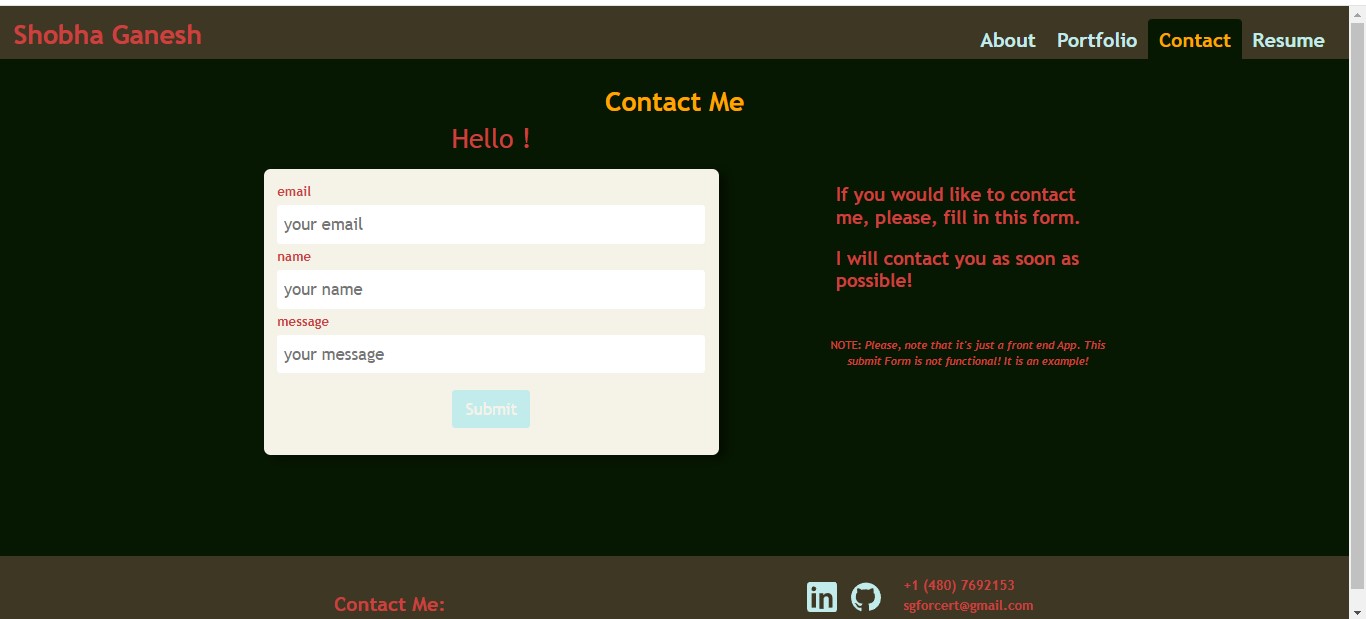 Shobha Ganesh
About Portfolio Contact Resume
Contact Me
Hello !
email
your email
name
your name
message
your message
Submit
If you would like to contact
me, please, fill in this form.
I will contact you as soon as
possible!
NOTE: Please, note that it's just a front end App. This
submit Form is not functional! It is an example!
Contact Me:
in
+1 (480) 7692153
sgforcert@gmail.com